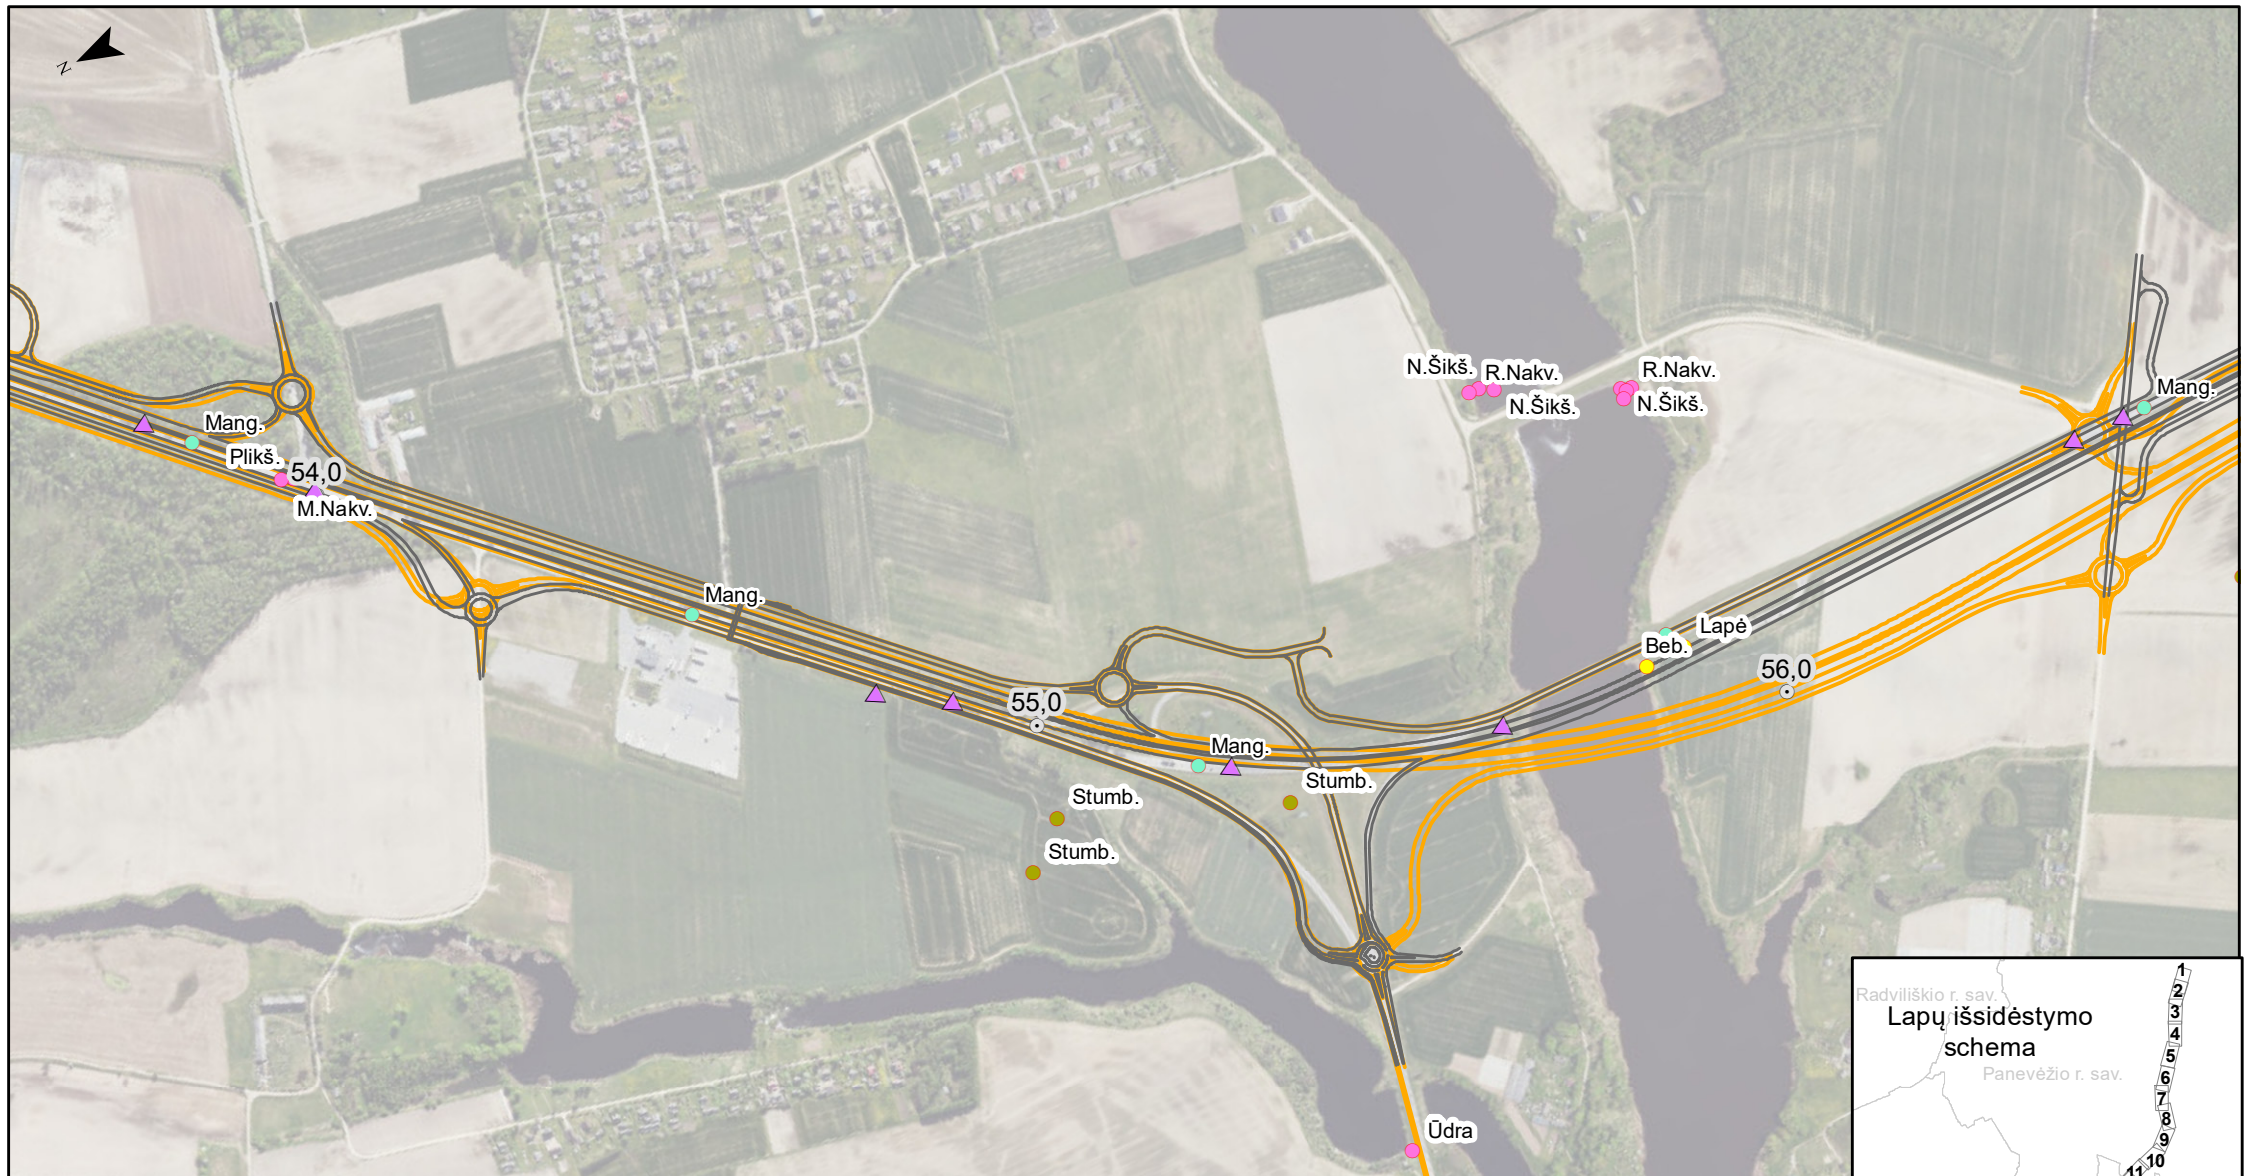 N
N.Šikš.
R.Nakv.
N.Šikš.
R.Nakv.
N.Šikš.
Mang.
Mang.
Plikš.
54,0
M.Nakv.
Mang.
Lapė
Beb.
56,0
55,0
Mang.
Stumb.
Stumb.
Stumb.
Ūdra
Radviliškio r. sav.
Lapų išsidėstymo
schema
Panevėžio r. sav.
1
2
3
4
5
6
7
8
9
10
11